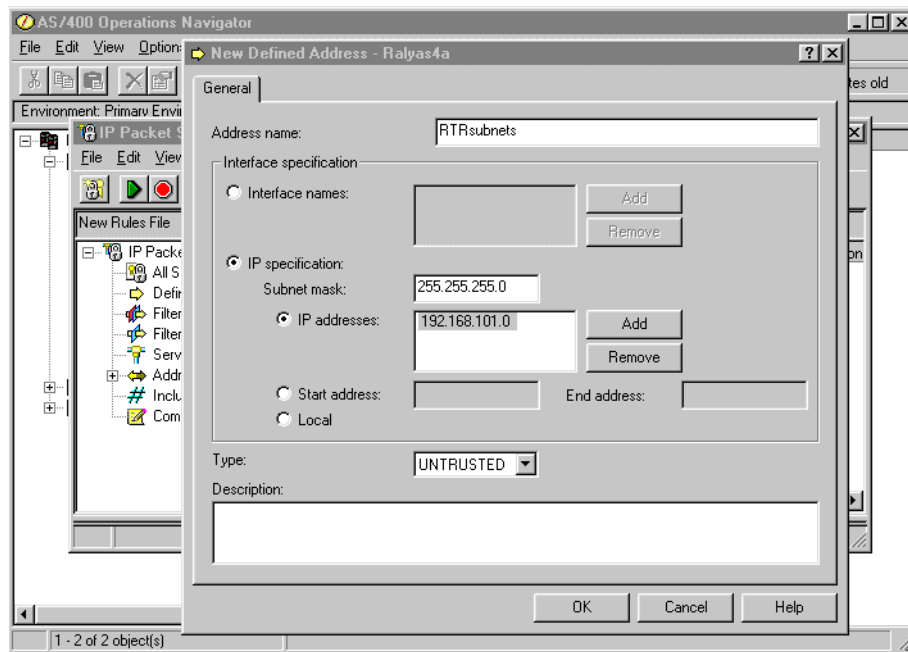 AS/400 Operations Navigator
File Edit View Option
tes old
Environment: Primary Envi
IP Packet S
File Edit View
New Rules File
IP Packe
All S
Defin
Filter
Filter
Serv
Addr
Inclu
Com
on
New Defined Address - Ralyas4a
General
Address name: RTRsubnets
Interface specification
Interface names: Add
Remove
IP specification:
Subnet mask: 255.255.255.0
IP addresses: 192.168.101.0 Add
Remove
Start address: End address:
Local
Type: UNTRUSTED
Description:
OK Cancel Help
1 - 2 of 2 object(s)